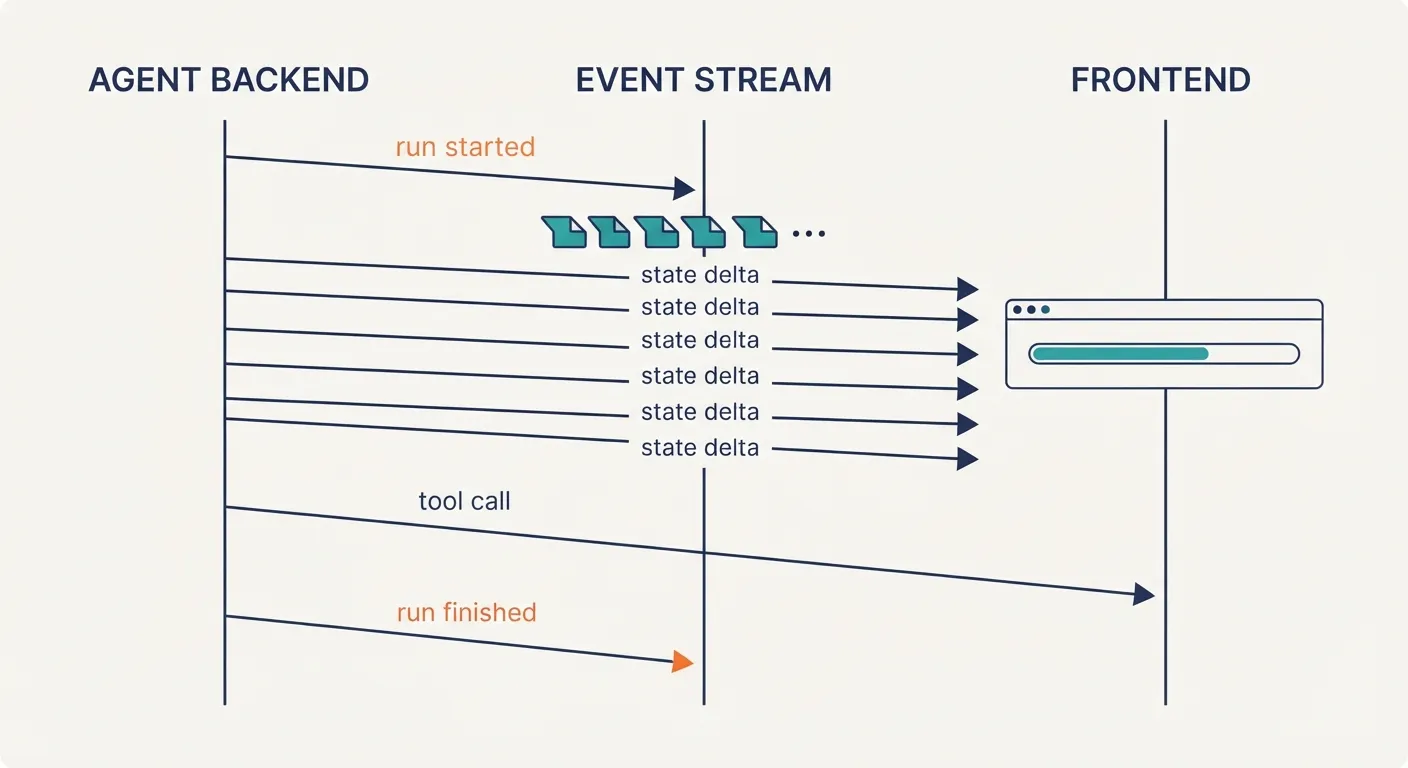 AGENT BACKEND
EVENT STREAM
FRONTEND
run started
state delta
state delta
state delta
state delta
state delta
state delta
tool call
run finished